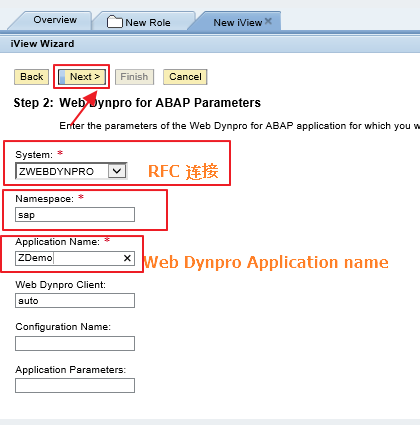 Overview New Role New iView
iView Wizard
Back Next > Finish Cancel
Step 2: Web Dynpro for ABAP Parameters
Enter the parameters of the Web Dynpro for ABAP application for which you w
System: *
ZWEBDYNPRO RFC 连接
Namespace: *
sap
Application Name: *
ZDemo Web Dynpro Application name
Web Dynpro Client:
auto
Configuration Name:
Application Parameters: